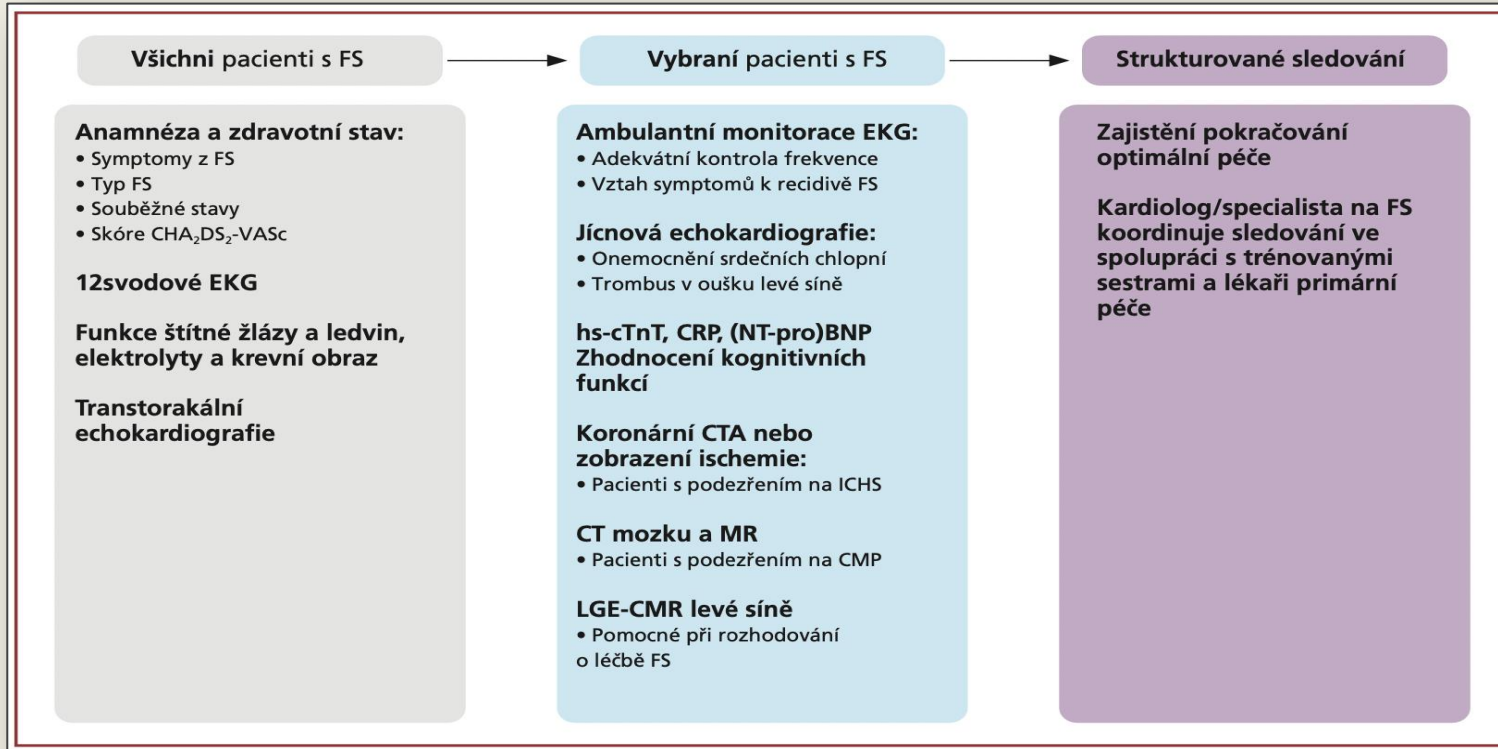 Všichni pacienti s FS
Vybraní pacienti s FS
Strukturované sledování
Anamnéza a zdravotní stav:
• Symptomy z FS
• Typ FS
• Souběžné stavy
• Skóre CHA₂DS₂-VASc
12svodové EKG
Funkce štítné žlázy a ledvin,
elektrolyty a krevní obraz
Transtorakální
echokardiografie
Ambulantní monitorace EKG:
• Adekvátní kontrola frekvence
• Vztah symptomů k recidivě FS
Jícnová echokardiografie:
• Onemocnění srdečních chlopní
• Trombus v oušku levé síně
hs-cTnT, CRP, (NT-pro)BNP
Zhodnocení kognitivních
funkcí
Koronární CTA nebo
zobrazení ischemie:
• Pacienti s podezřením na ICHS
CT mozku a MR
• Pacienti s podezřením na CMP
LGE-CMR levé síně
• Pomocné při rozhodování
o léčbě FS
Zajistění pokračování
optimální péče
Kardiolog/specialista na FS
koordinuje sledování ve
spolupráci s trénovanými
sestrami a lékaři primární
péče